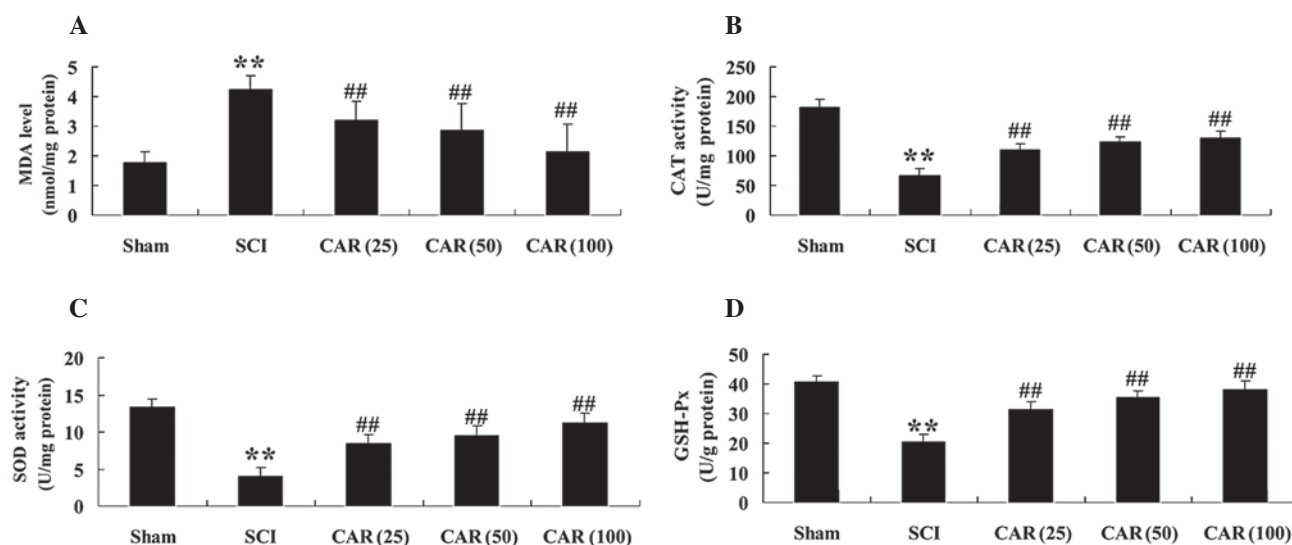 A
MDA level
(nmol/mg protein)
5
4
3
2
1
0
**
##
##
##
Sham SCI CAR (25) CAR (50) CAR (100)
B
CAT activity
(U/mg protein)
250
200
150
100
50
0
**
##
##
##
Sham SCI CAR (25) CAR (50) CAR (100)
C
SOD activity
(U/mg protein)
20
15
10
5
0
**
##
##
##
Sham SCI CAR (25) CAR (50) CAR (100)
D
GSH-Px
(U/g protein)
50
40
30
20
10
0
**
##
##
##
Sham SCI CAR (25) CAR (50) CAR (100)